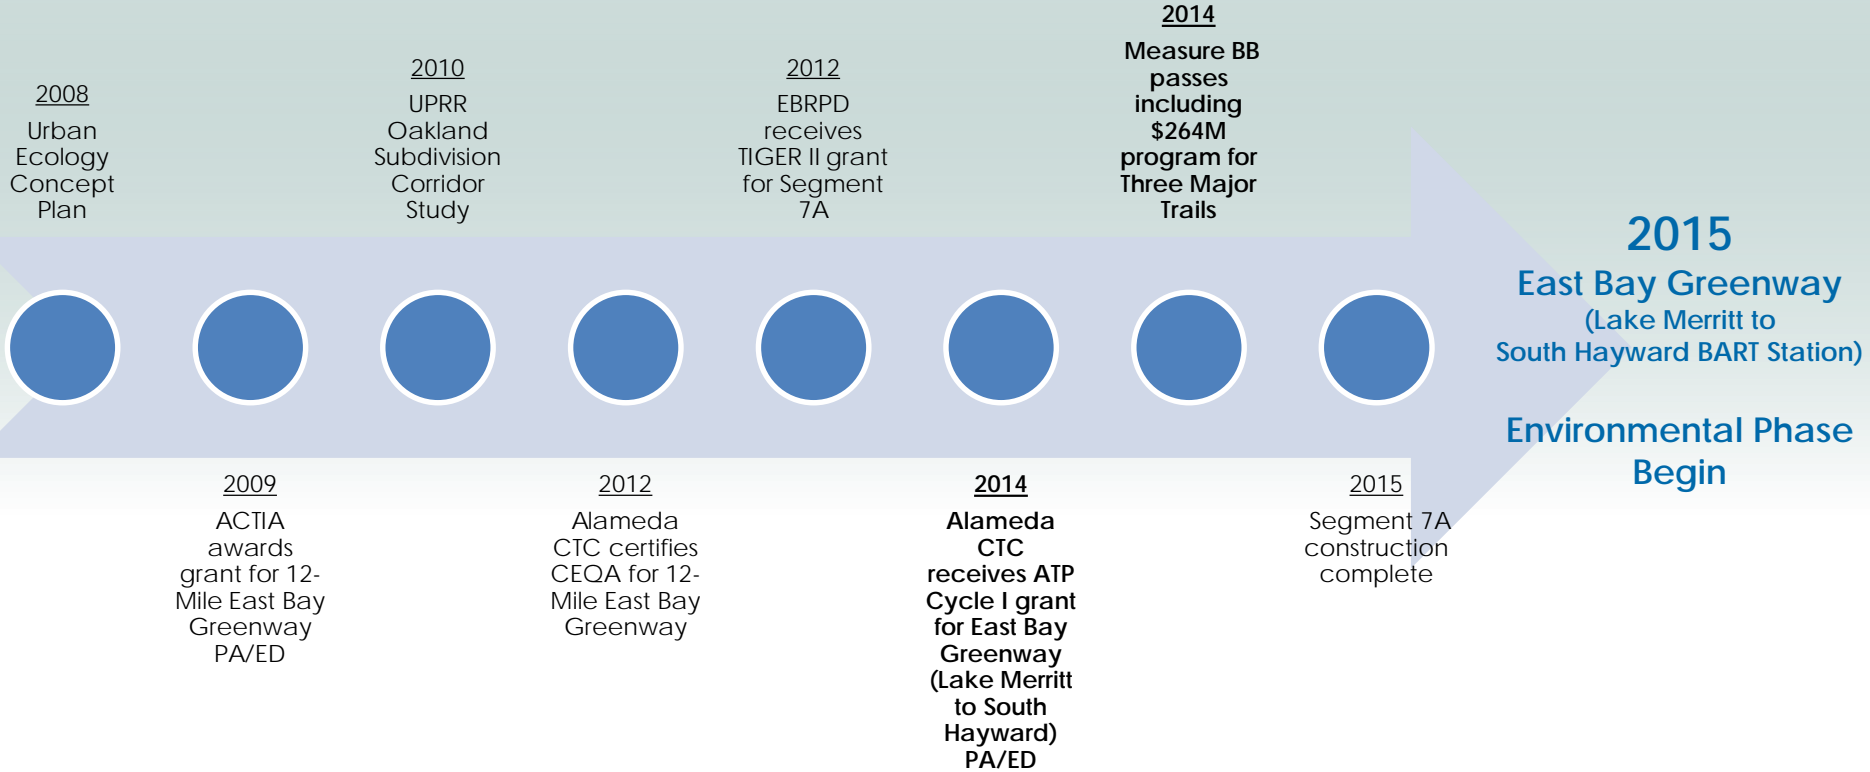 2008
Urban
Ecology
Concept
Plan
2009
ACTIA
awards
grant for 12-
Mile East Bay
Greenway
PA/ED
2010
UPRR
Oakland
Subdivision
Corridor
Study
2012
Alameda
CTC certifies
CEQA for 12-
Mile East Bay
Greenway
2012
EBRPD
receives
TIGER II grant
for Segment
7A
2014
Alameda
CTC
receives ATP
Cycle I grant
for East Bay
Greenway
(Lake Merritt
to South
Hayward)
PA/ED
2014
Measure BB
passes
including
$264M
program for
Three Major
Trails
2015
Segment 7A
construction
complete
2015
East Bay Greenway
(Lake Merritt to
South Hayward BART Station)
Environmental Phase
Begin